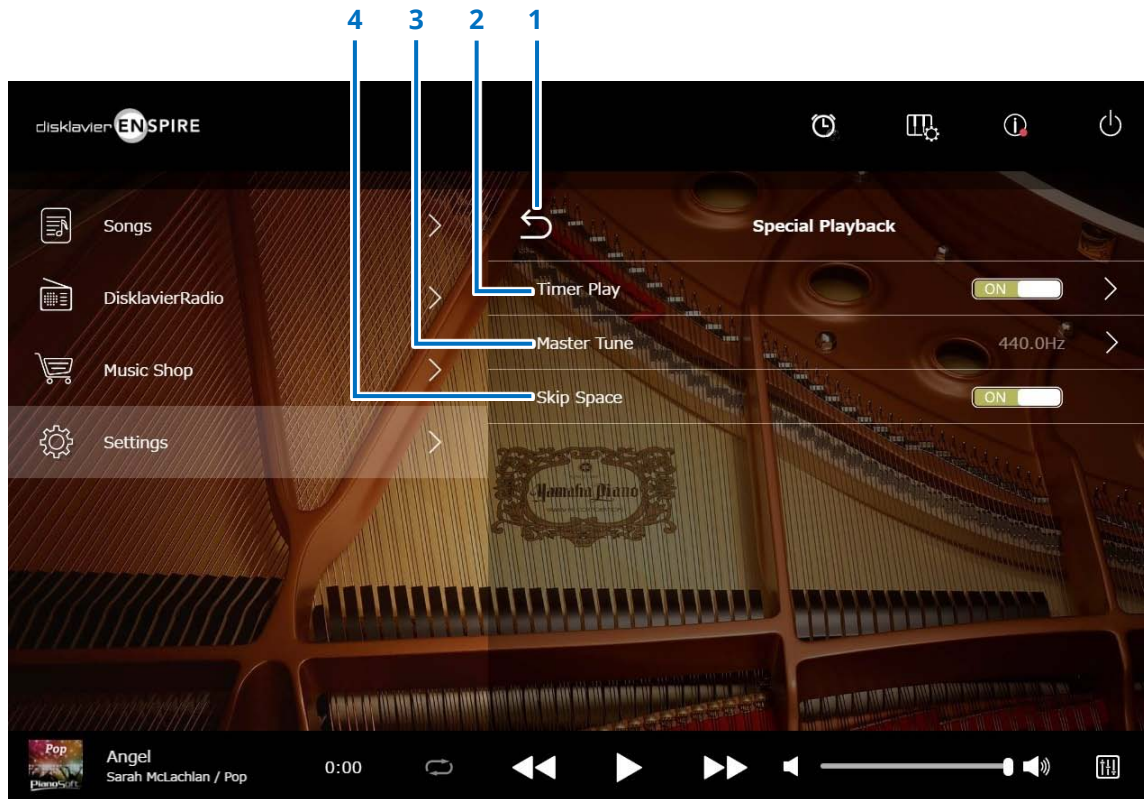 4 3 2 1
disklavier ENSPIRE
Songs
DisklavierRadio
Music Shop
Settings
Special Playback
Timer Play ON
Master Tune 440.0Hz
Skip Space ON
Yamaha Piano
Pop
PianoSoft
Angel
Sarah McLachlan / Pop
0:00